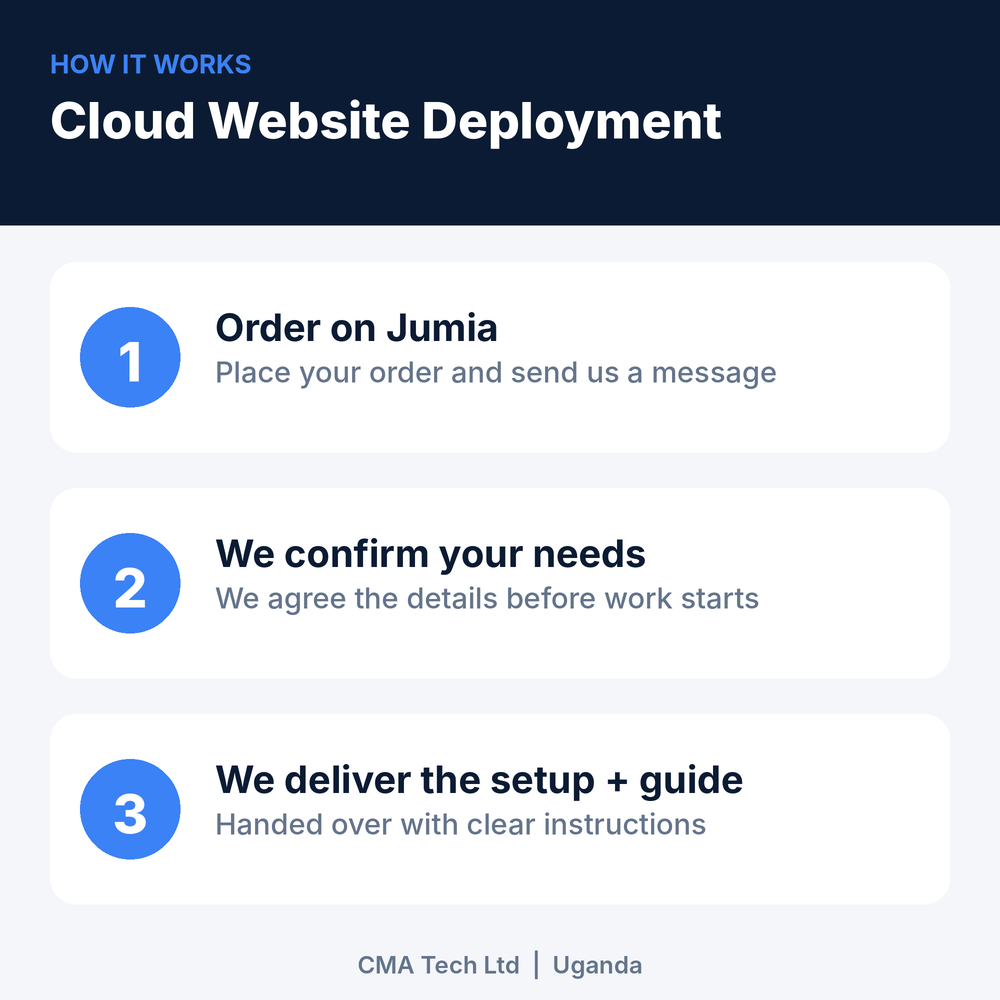 HOW IT WORKS
Cloud Website Deployment
1
Order on Jumia
Place your order and send us a message
2
We confirm your needs
We agree the details before work starts
3
We deliver the setup + guide
Handed over with clear instructions
CMA Tech Ltd | Uganda